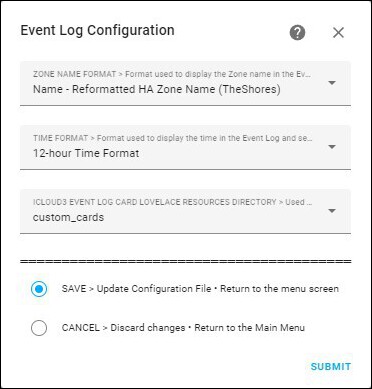 Event Log Configuration
ZONE NAME FORMAT > Format used to display the Zone name in the Ev...
Name - Reformatted HA Zone Name (TheShores)
TIME FORMAT > Format used to display the time in the Event Log and se...
12-hour Time Format
ICLOUD3 EVENT LOG CARD LOVELACE RESOURCES DIRECTORY > Used ...
custom_cards
========================================
SAVE > Update Configuration File • Return to the menu screen
CANCEL > Discard changes • Return to the Main Menu
SUBMIT